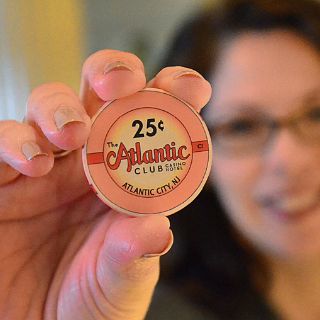 25¢
The
Atlantic
CLUB CASINO HOTEL
ATLANTIC CITY, NJ